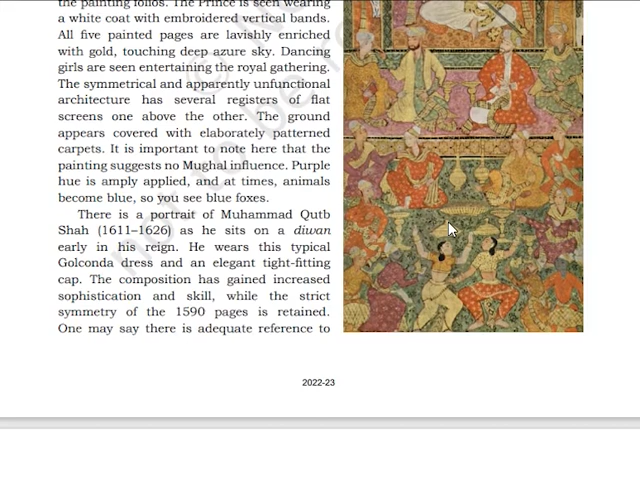 the painting folios. The Prince is seen wearing
a white coat with embroidered vertical bands.
All five painted pages are lavishly enriched
with gold, touching deep azure sky. Dancing
girls are seen entertaining the royal gathering.
The symmetrical and apparently unfunctional
architecture has several registers of flat
screens one above the other. The ground
appears covered with elaborately patterned
carpets. It is important to note here that the
painting suggests no Mughal influence. Purple
hue is amply applied, and at times, animals
become blue, so you see blue foxes.
There is a portrait of Muhammad Qutb
Shah (1611–1626) as he sits on a diwan
early in his reign. He wears this typical
Golconda dress and an elegant tight-fitting
cap. The composition has gained increased
sophistication and skill, while the strict
symmetry of the 1590 pages is retained.
One may say there is adequate reference to
2022-23